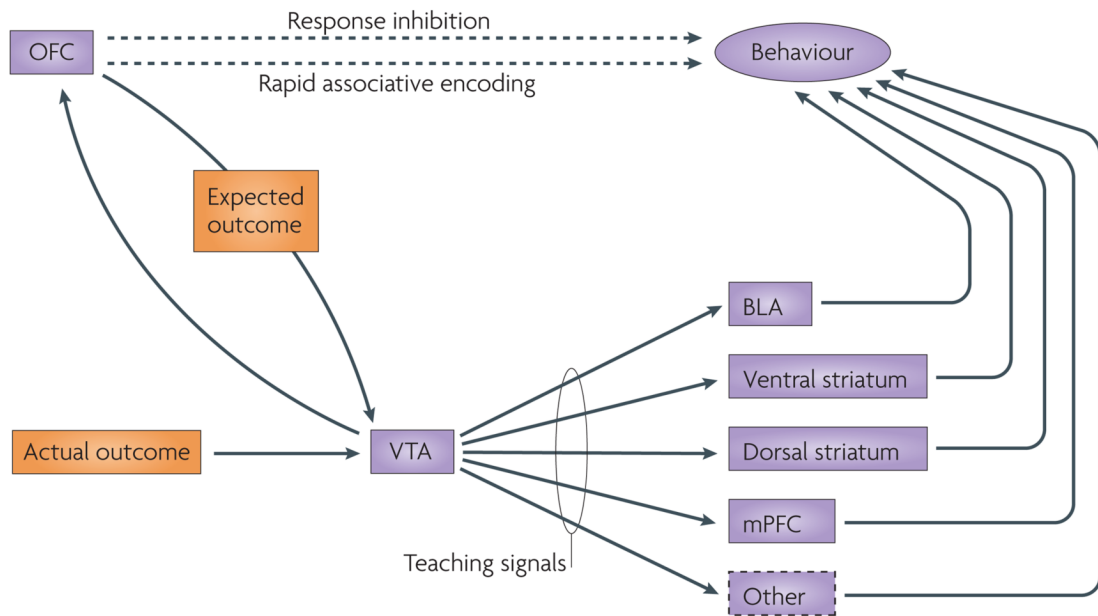 Response inhibition
OFC
Behaviour
Rapid associative encoding
Expected
outcome
BLA
Ventral striatum
Actual outcome
VTA
Dorsal striatum
mPFC
Teaching signals
Other